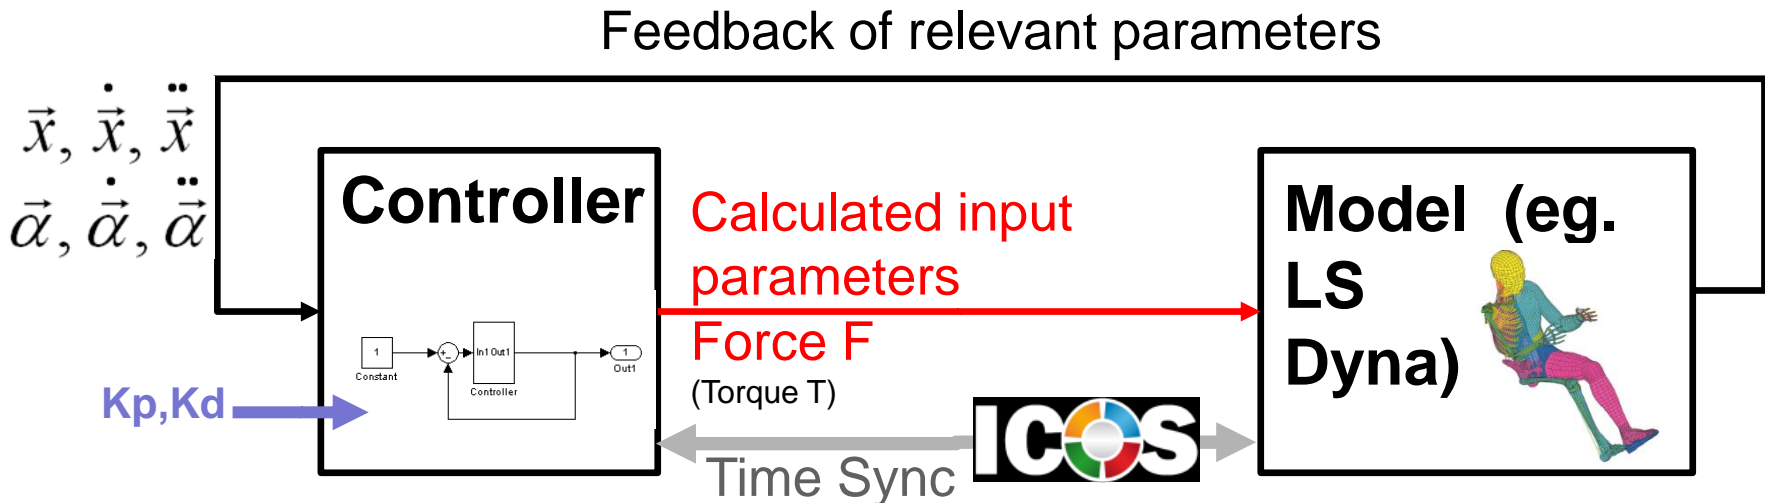 Feedback of relevant parameters
x⃗, ẋ⃗, ẍ⃗
α⃗, α̇⃗, α̈⃗
Controller
1
Constant
+
−
In1 Out1
Controller
1
Out1
Kp,Kd
Calculated input
parameters
Force F
(Torque T)
Time Sync
ICOS
Model (eg.
LS
Dyna)